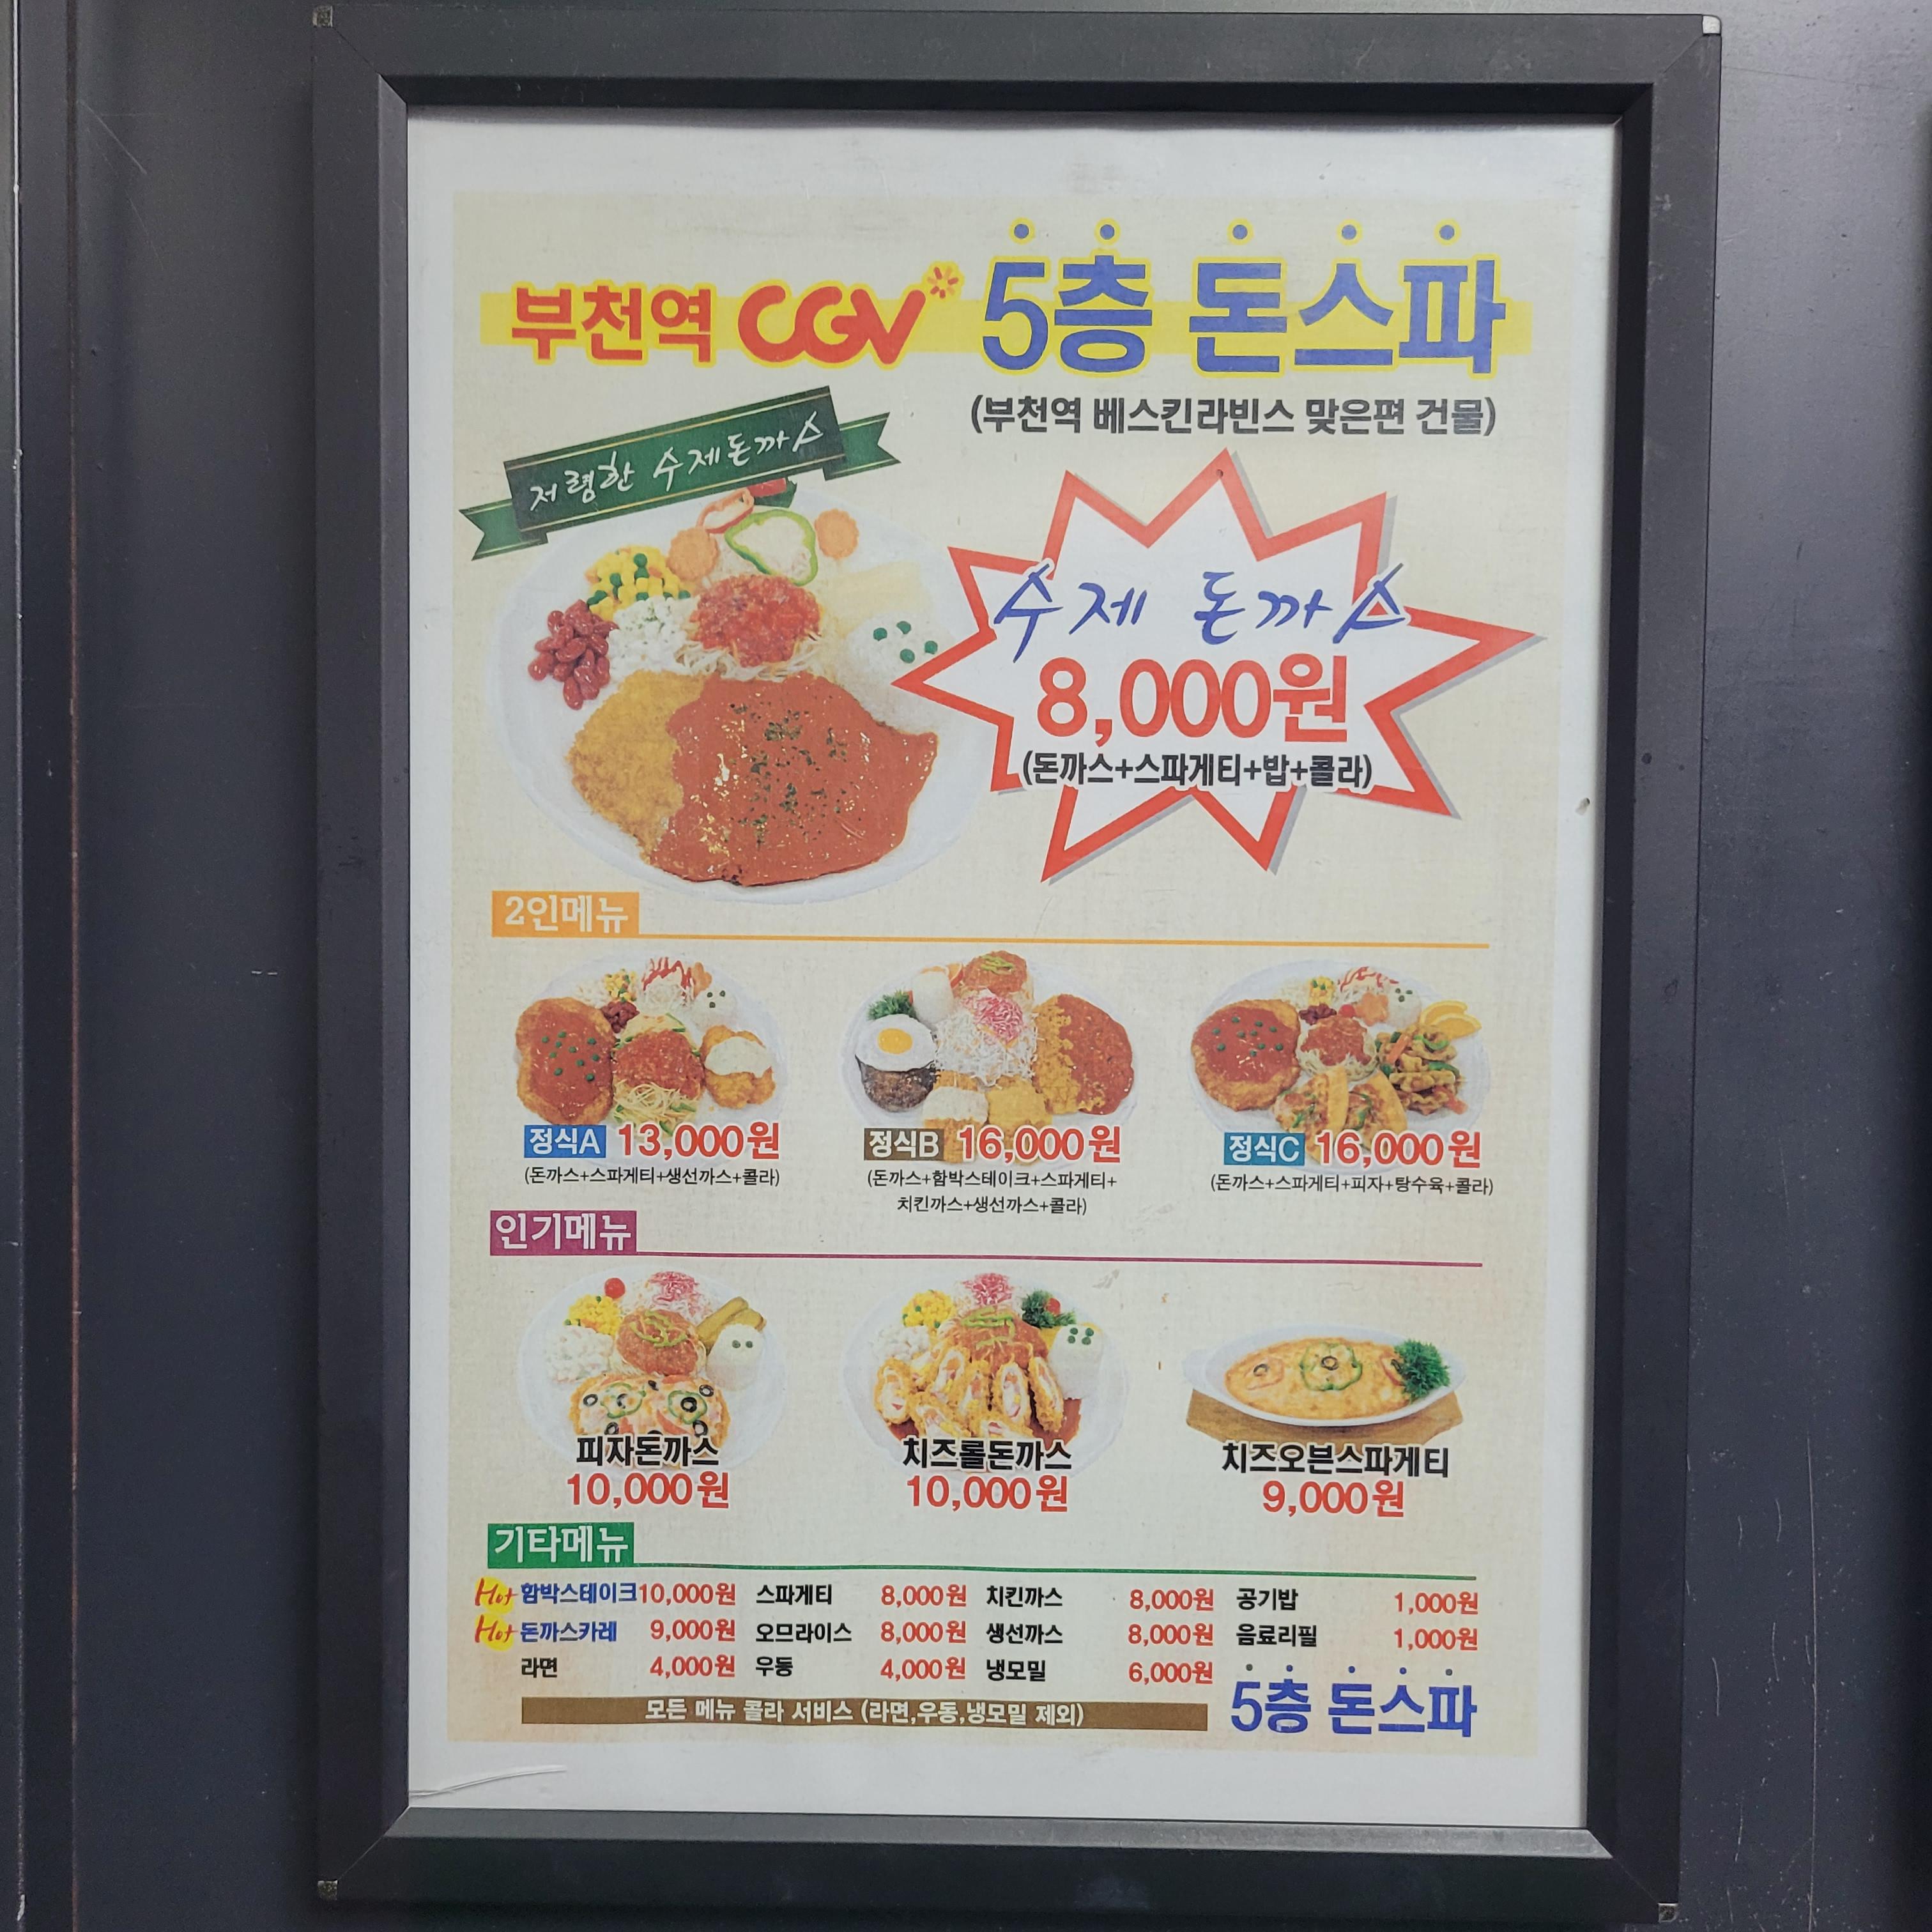 부천역 CGV 5층 돈스파
(부천역 베스킨라빈스 맞은편 건물)
저렴한 수제돈까스
수제 돈까스
8,000원
(돈까스+스파게티+밥+콜라)
2인메뉴
정식A 13,000원
(돈까스+스파게티+생선까스+콜라)
정식B 16,000원
(돈까스+함박스테이크+스파게티+
치킨까스+생선까스+콜라)
정식C 16,000원
(돈까스+스파게티+피자+탕수육+콜라)
인기메뉴
피자돈까스
10,000원
치즈롤돈까스
10,000원
치즈오븐스파게티
9,000원
기타메뉴
Hot 함박스테이크 10,000원 스파게티 8,000원 치킨까스 8,000원 공기밥 1,000원
Hot 돈까스카레 9,000원 오므라이스 8,000원 생선까스 8,000원 음료리필 1,000원
라면 4,000원 우동 4,000원 냉모밀 6,000원
모든 메뉴 콜라 서비스 (라면,우동,냉모밀 제외)
5층 돈스파